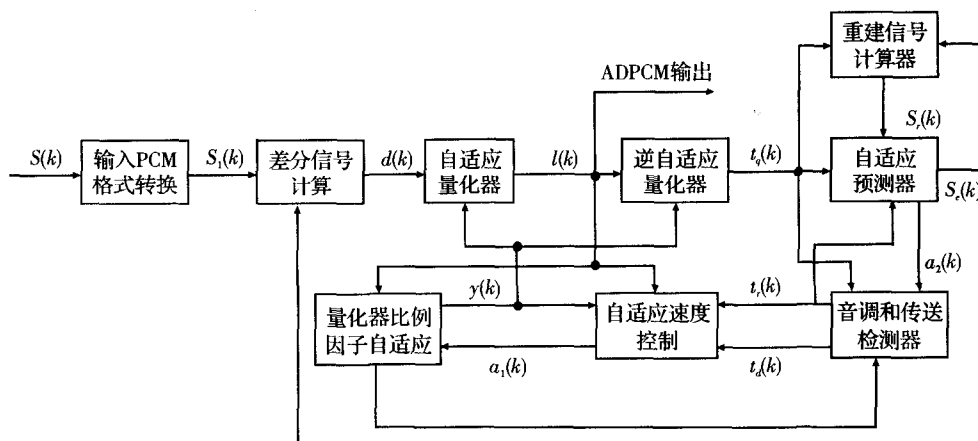 重建信号
计算器
ADPCM输出
S_r(k)
S(k)
输入PCM
格式转换
S₁(k)
差分信号
计算
d(k)
自适应
量化器
l(k)
逆自适应
量化器
t_q(k)
自适应
预测器
S_e(k)
a₂(k)
量化器比例
因子自适应
y(k)
a₁(k)
自适应速度
控制
t_r(k)
t_d(k)
音调和传送
检测器